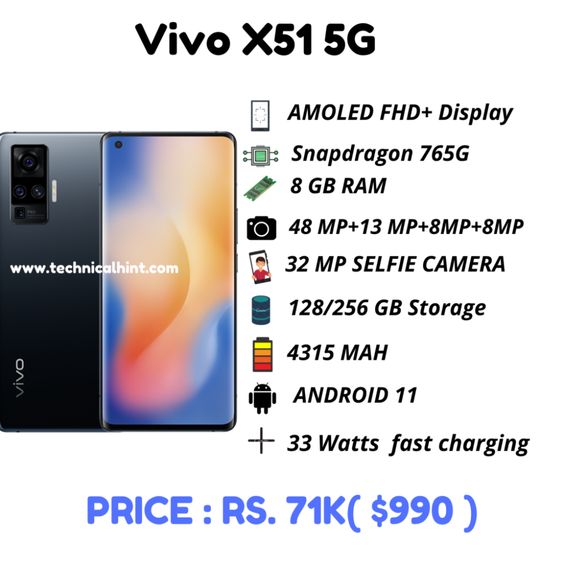 Vivo X51 5G
AMOLED FHD+ Display
Snapdragon 765G
8 GB RAM
48 MP+13 MP+8MP+8MP
www.technicalhint.com
32 MP SELFIE CAMERA
128/256 GB Storage
4315 MAH
vivo
ANDROID 11
33 Watts fast charging
PRICE : RS. 71K( $990 )